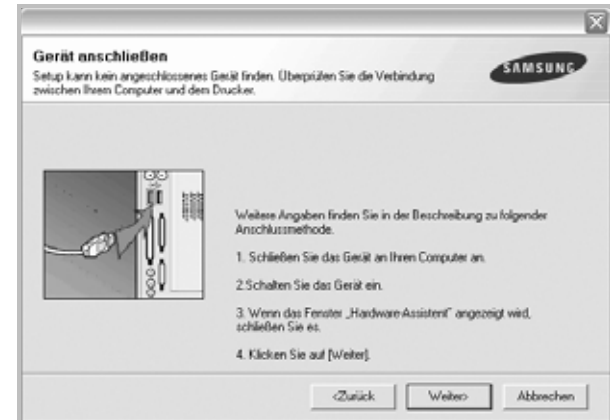 Gerät anschließen
Setup kann kein angeschlossenes Gerät finden. Überprüfen Sie die Verbindung
zwischen Ihrem Computer und dem Drucker.
SAMSUNG
Weitere Angaben finden Sie in der Beschreibung zu folgender
Anschlussmethode.
1. Schließen Sie das Gerät an Ihren Computer an.
2.Schalten Sie das Gerät ein.
3. Wenn das Fenster „Hardware-Assistent" angezeigt wird,
schließen Sie es.
4. Klicken Sie auf [Weiter].
<Zurück
Weiter>
Abbrechen